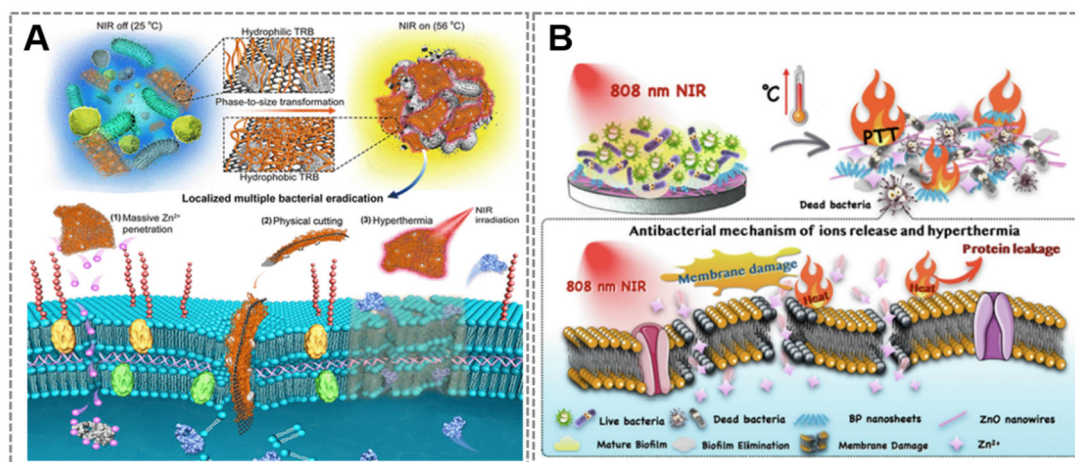 A
NIR off (25 °C)
NIR on (56 °C)
Hydrophilic TRB
Phase-to-size transformation
Hydrophobic TRB
Localized multiple bacterial eradication
(1) Massive Zn²⁺
penetration
(2) Physical cutting
(3) Hyperthermia
NIR
irradiation
B
808 nm NIR
°C
PTT
Dead bacteria
Antibacterial mechanism of ions release and hyperthermia
808 nm NIR
Membrane damage
Heat
Heat
Protein leakage
Live bacteria
Dead bacteria
BP nanosheets
ZnO nanowires
Mature Biofilm
Biofilm Elimination
Membrane Damage
Zn²⁺